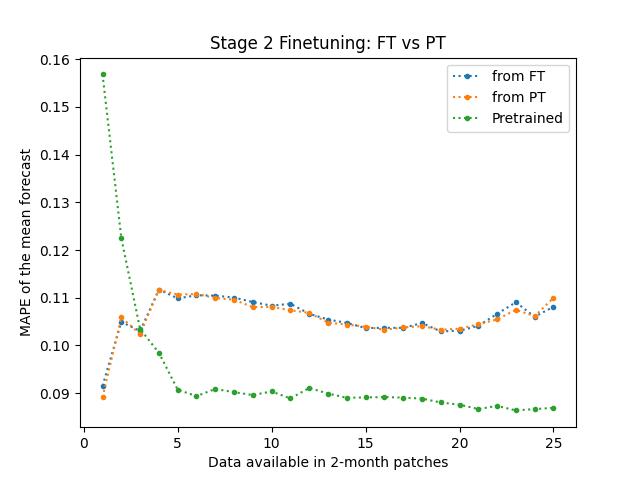 Stage 2 Finetuning: FT vs PT
from FT
from PT
Pretrained
MAPE of the mean forecast
0.16
0.15
0.14
0.13
0.12
0.11
0.10
0.09
0 5 10 15 20 25
Data available in 2-month patches